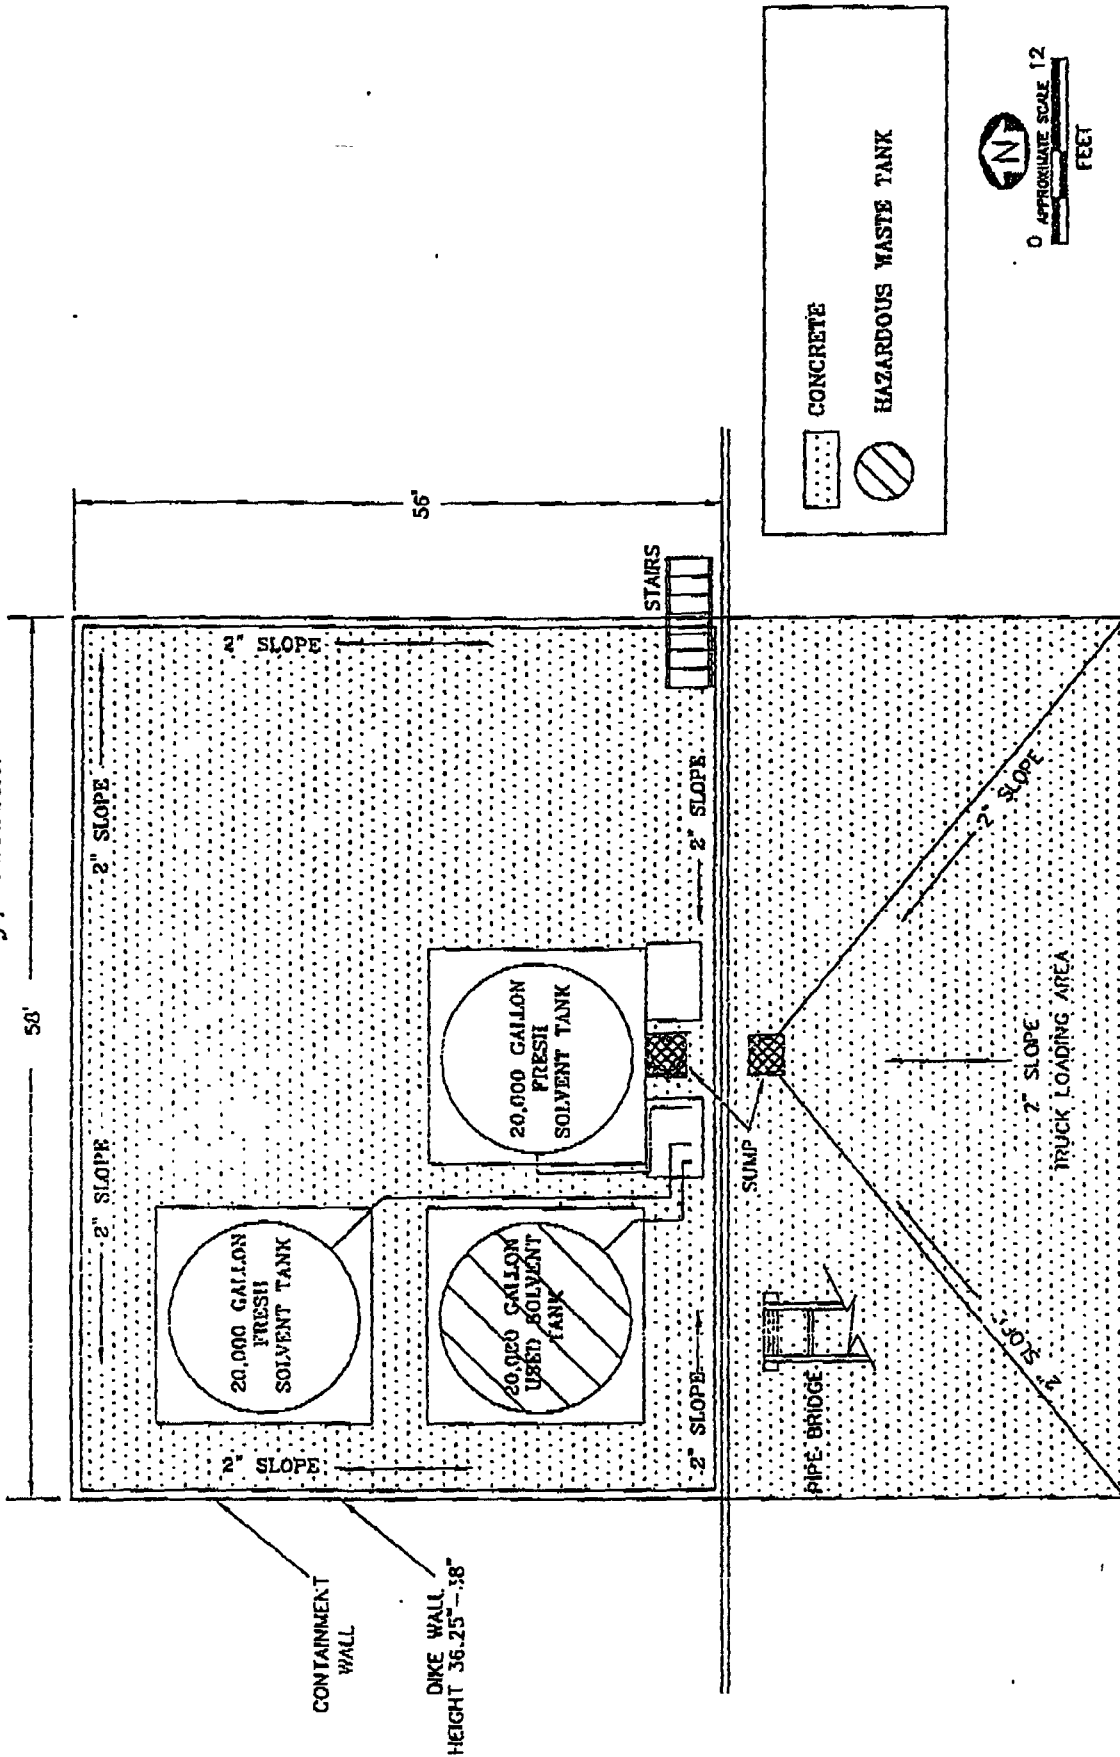 58'
56'
2" SLOPE
2" SLOPE
2" SLOPE
2" SLOPE
2" SLOPE
2" SLOPE
20,000 GALLON
FRESH
SOLVENT TANK
20,000 GALLON
USED SOLVENT
TANK
20,000 GALLON
FRESH
SOLVENT TANK
STAIRS
CONTAINMENT
WALL
DIKE WALL
HEIGHT 36.25"-38"
SUMP
PIPE BRIDGE
2" SLOPE
2" SLOPE
2" SLOPE
TRUCK LOADING AREA
CONCRETE
HAZARDOUS WASTE TANK
N
0 APPROXIMATE SCALE 12
FEET